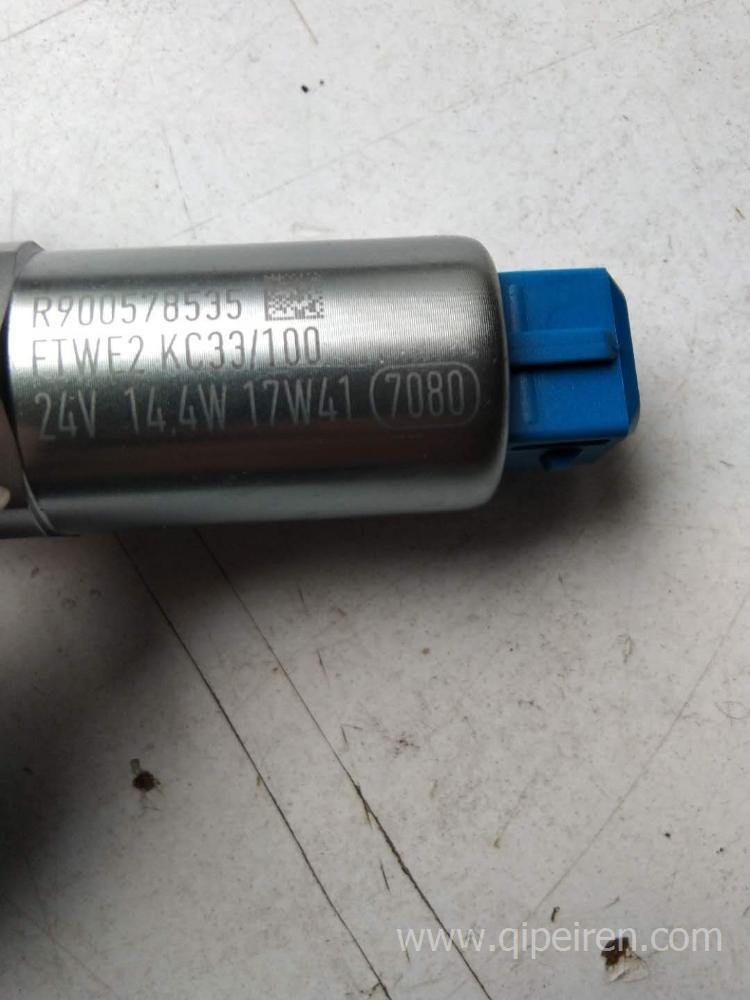 R900578535
FTWE2 KC33/100
24V 14,4W 17W41 7080
www.qipeiren.com